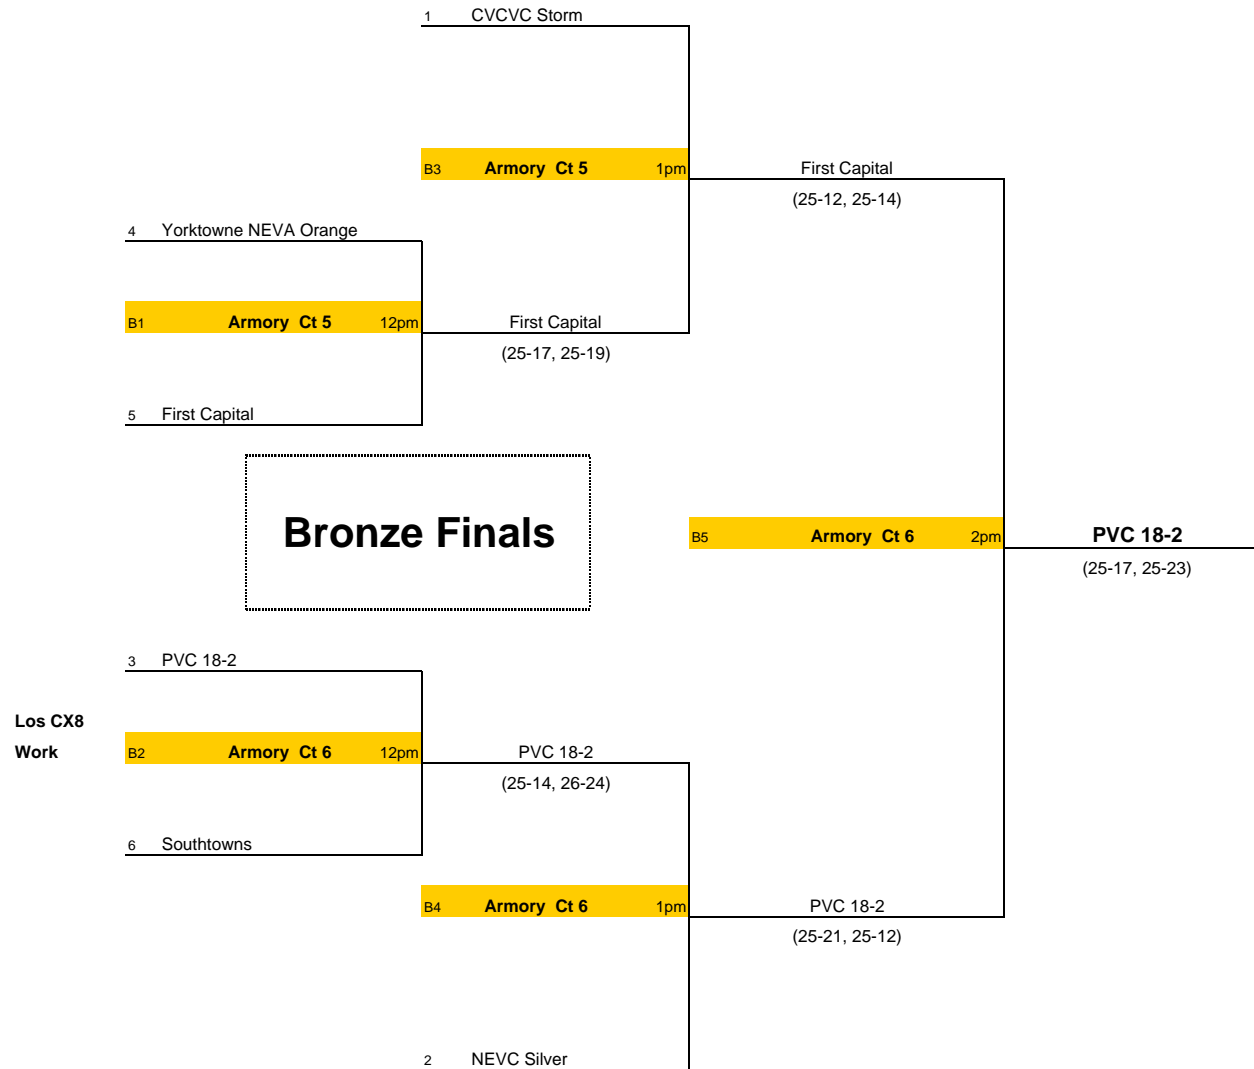 1 CVCVC Storm
B3 Armory Ct 5 1pm
First Capital
(25-12, 25-14)
4 Yorktowne NEVA Orange
B1 Armory Ct 5 12pm
First Capital
(25-17, 25-19)
5 First Capital
Bronze Finals
B5 Armory Ct 6 2pm
PVC 18-2
(25-17, 25-23)
3 PVC 18-2
Los CX8
Work
B2 Armory Ct 6 12pm
PVC 18-2
(25-14, 26-24)
6 Southtowns
B4 Armory Ct 6 1pm
PVC 18-2
(25-21, 25-12)
2 NEVC Silver